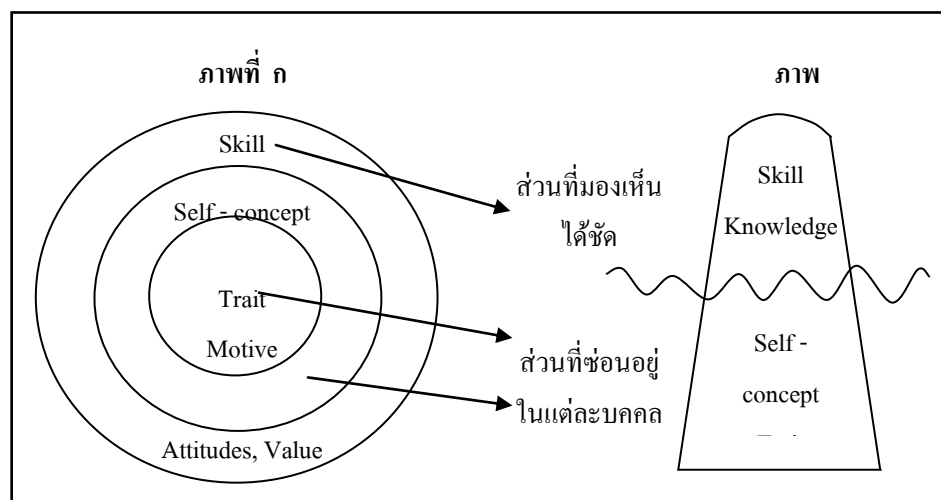 ภาพที่ ก
ภาพ
Skill
Self - concept
Trait
Motive
Attitudes, Value
ส่วนที่มองเห็น
ได้ชัด
ส่วนที่ซ่อนอยู่
ในแต่ละบคคล
Skill
Knowledge
Self -
concept